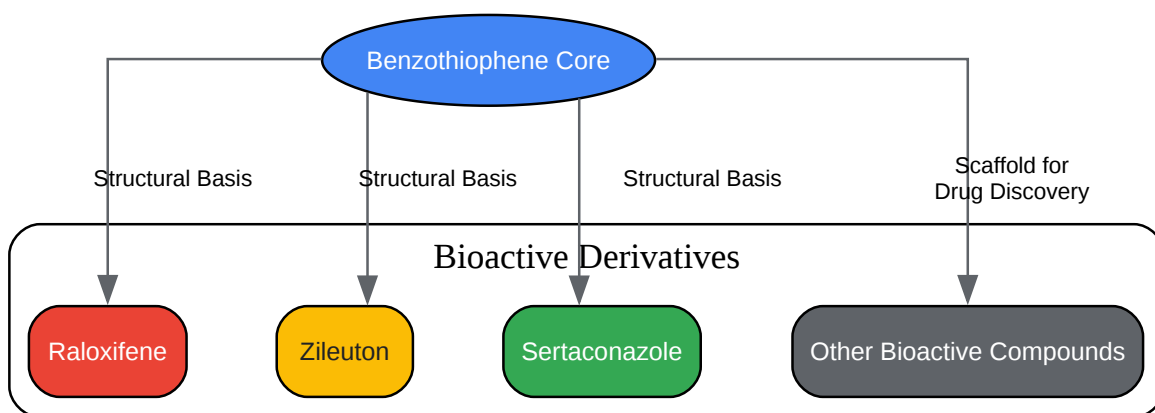 Benzothiophene Core
Structural Basis
Structural Basis
Structural Basis
Scaffold for
Drug Discovery
Bioactive Derivatives
Raloxifene
Zileuton
Sertaconazole
Other Bioactive Compounds